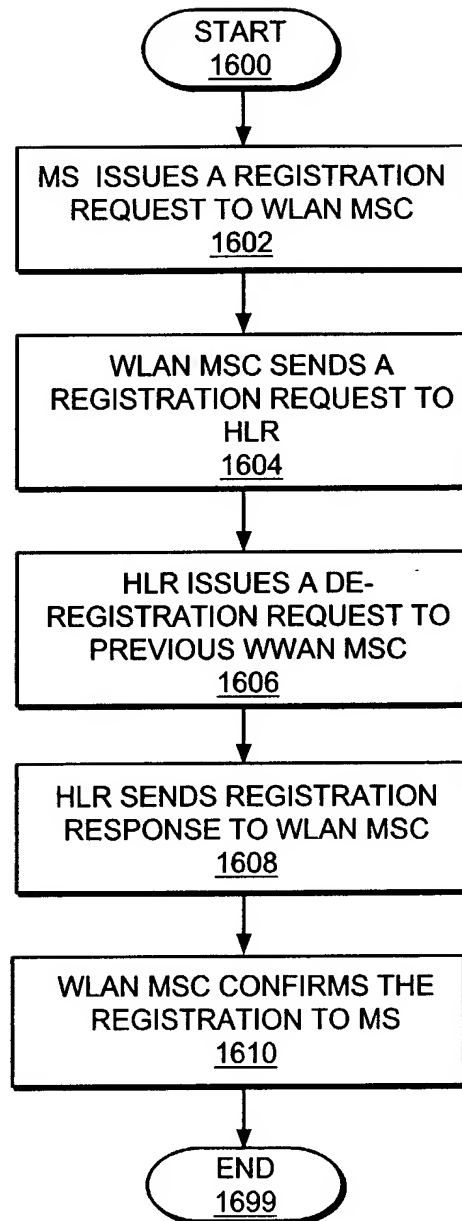 START
1600
MS ISSUES A REGISTRATION
REQUEST TO WLAN MSC
1602
WLAN MSC SENDS A
REGISTRATION REQUEST TO
HLR
1604
HLR ISSUES A DE-
REGISTRATION REQUEST TO
PREVIOUS WWAN MSC
1606
HLR SENDS REGISTRATION
RESPONSE TO WLAN MSC
1608
WLAN MSC CONFIRMS THE
REGISTRATION TO MS
1610
END
1699